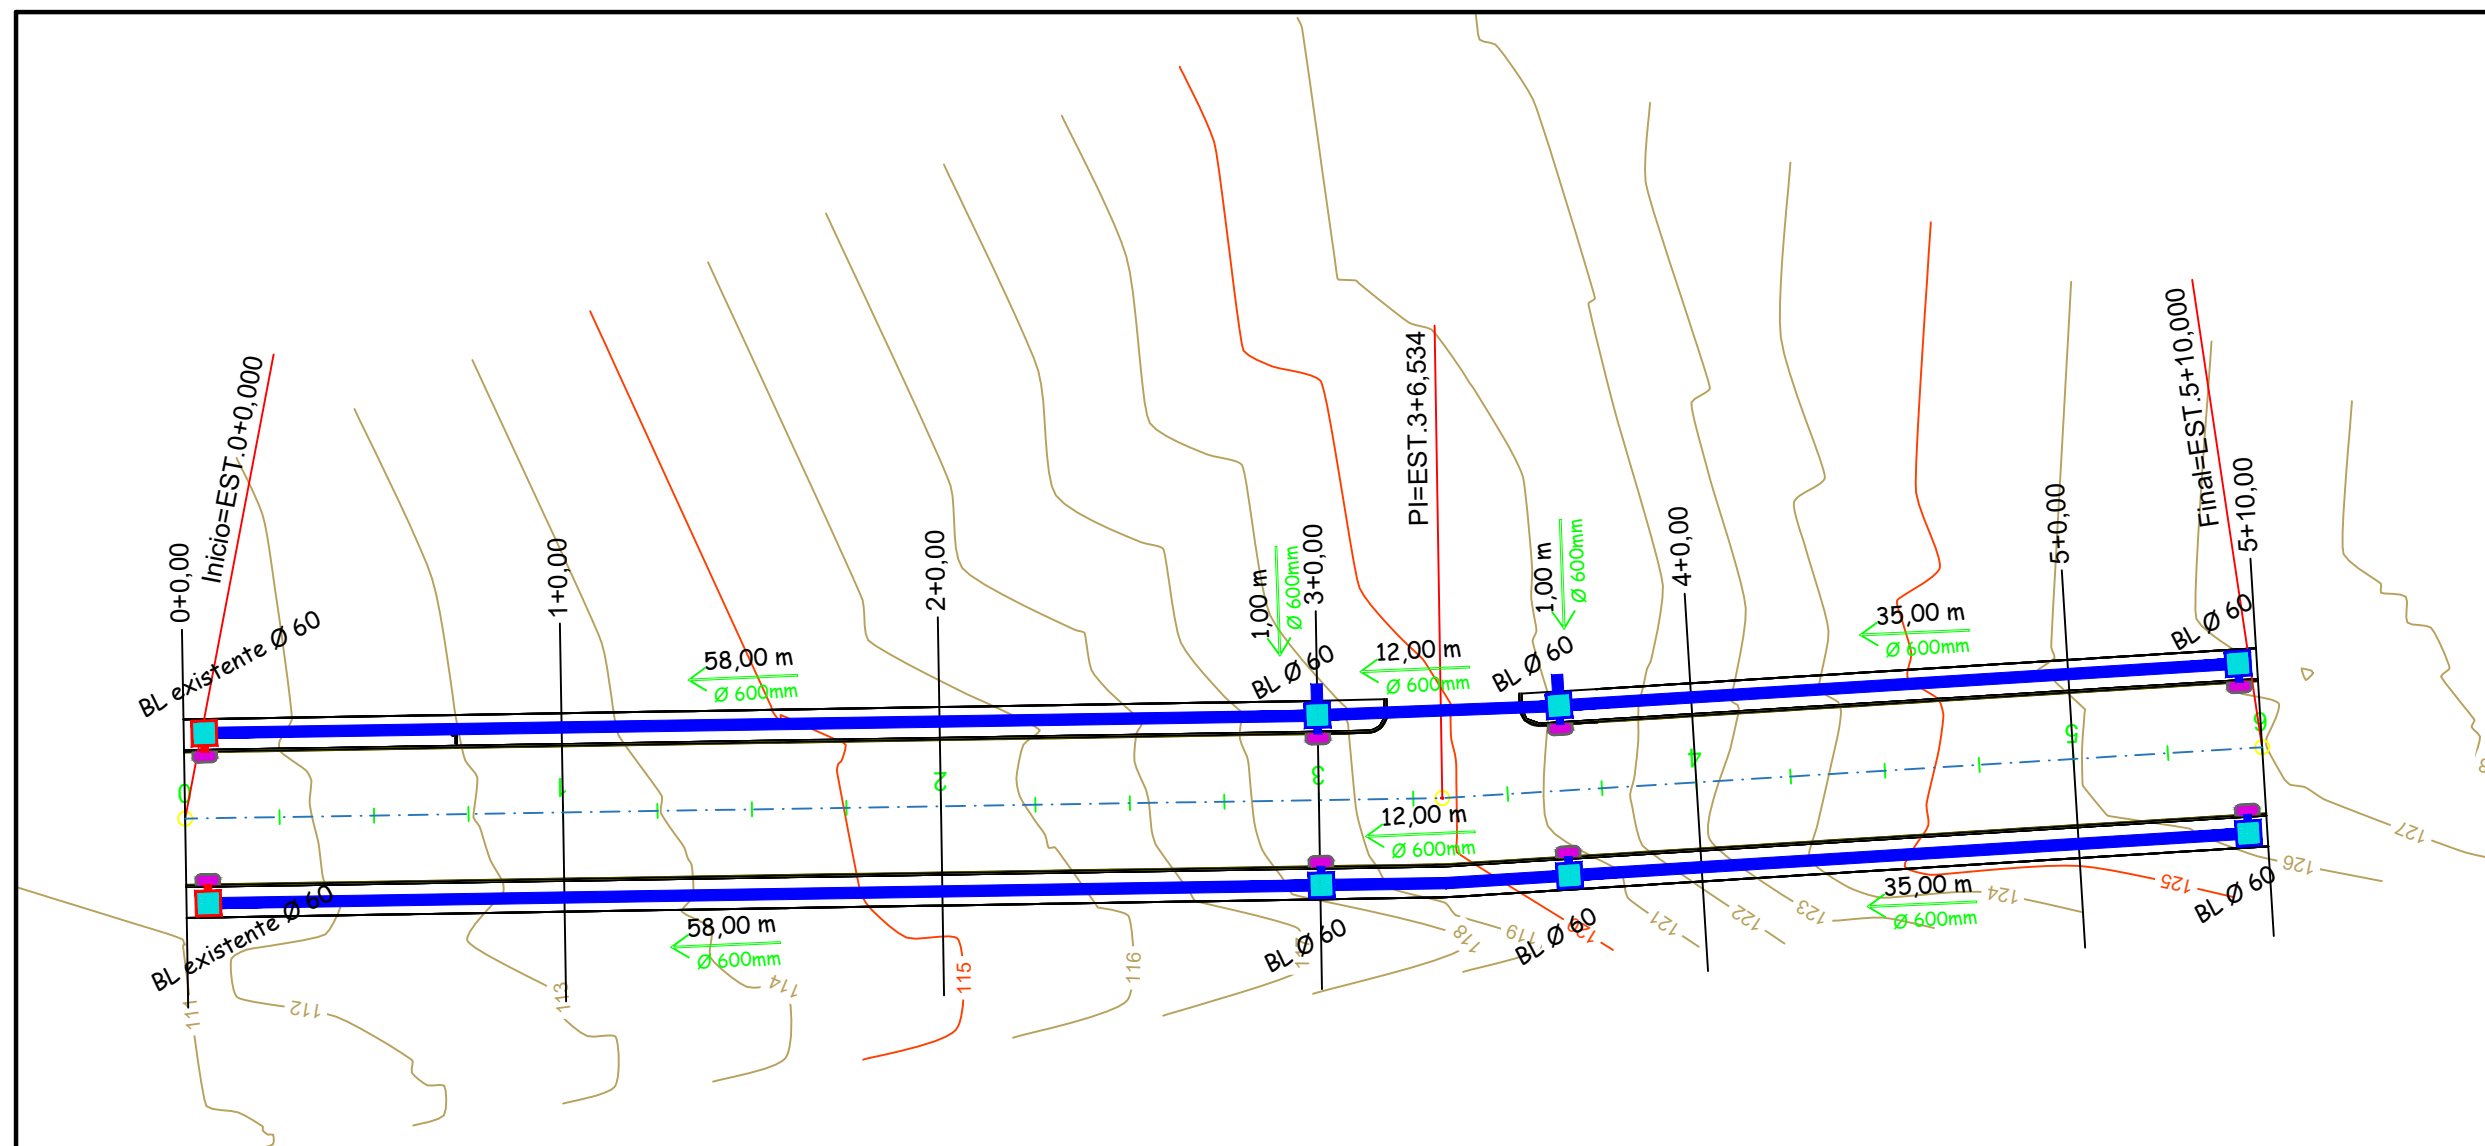 Inicio=EST.0+0,000
0+0,00
BL existente Ø 60
1+0,00
58,00 m
Ø 600mm
2+0,00
1,00 m
Ø 600mm
3+0,00
BL Ø 60
PI=EST.3+6,534
12,00 m
Ø 600mm
1,00 m
Ø 600mm
BL Ø 60
4+0,00
35,00 m
Ø 600mm
5+0,00
Final=EST.5+10,000
5+10,00
BL Ø 60
0
1
2
3
4
5
6
12,00 m
Ø 600mm
BL existente Ø 60
58,00 m
Ø 600mm
BL Ø 60
BL Ø 60
35,00 m
Ø 600mm
BL Ø 60
111
112
113
114
115
116
118
119
121
122
123
124
125
126
127